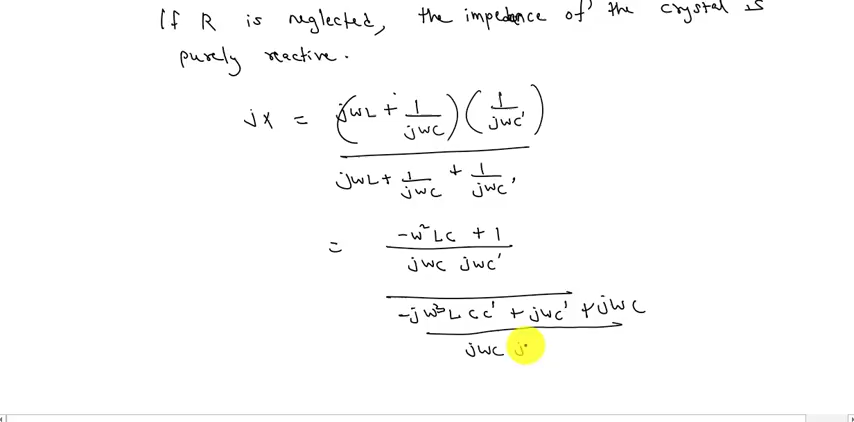 If R is neglected, the impedance of the crystal is
purely reactive.
jX = (jwL + 1/jwC) (1/jwC') / jwL + 1/jwC + 1/jwC'
= -w²LC + 1 / jwC jwC'
-jw³LCC' + jwC' + jwC / jwC j